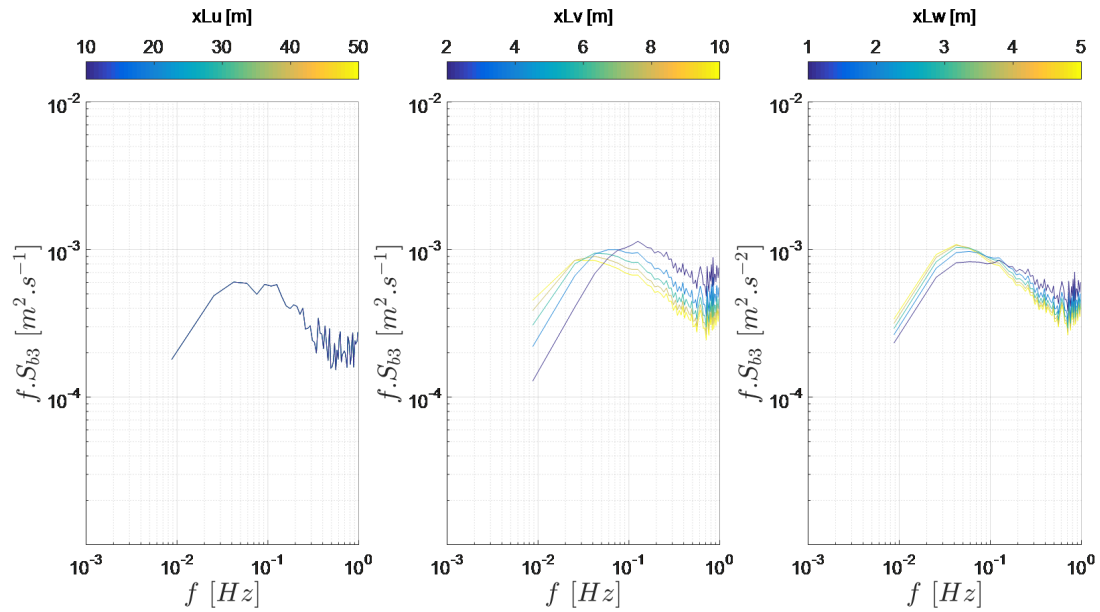 xLu [m]
10 20 30 40 50
10^-2
10^-3
10^-4
f.S_b3 [m^2.s^-1]
10^-3 10^-2 10^-1 10^0
f [Hz]
xLv [m]
2 4 6 8 10
10^-2
10^-3
10^-4
f.S_b3 [m^2.s^-1]
10^-3 10^-2 10^-1 10^0
f [Hz]
xLw [m]
1 2 3 4 5
10^-2
10^-3
10^-4
f.S_b3 [m^2.s^-2]
10^-3 10^-2 10^-1 10^0
f [Hz]